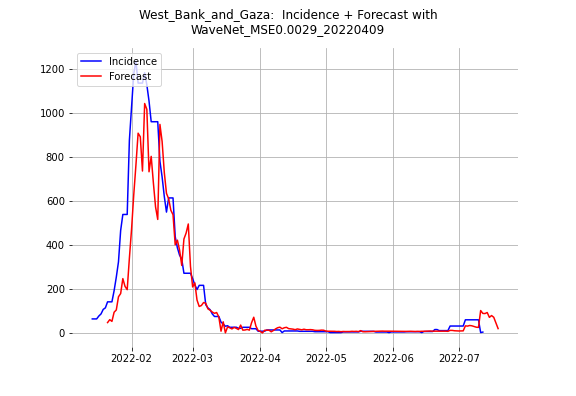 West_Bank_and_Gaza: Incidence + Forecast with
WaveNet_MSE0.0029_20220409
Incidence
Forecast
1200
1000
800
600
400
200
0
2022-02 2022-03 2022-04 2022-05 2022-06 2022-07